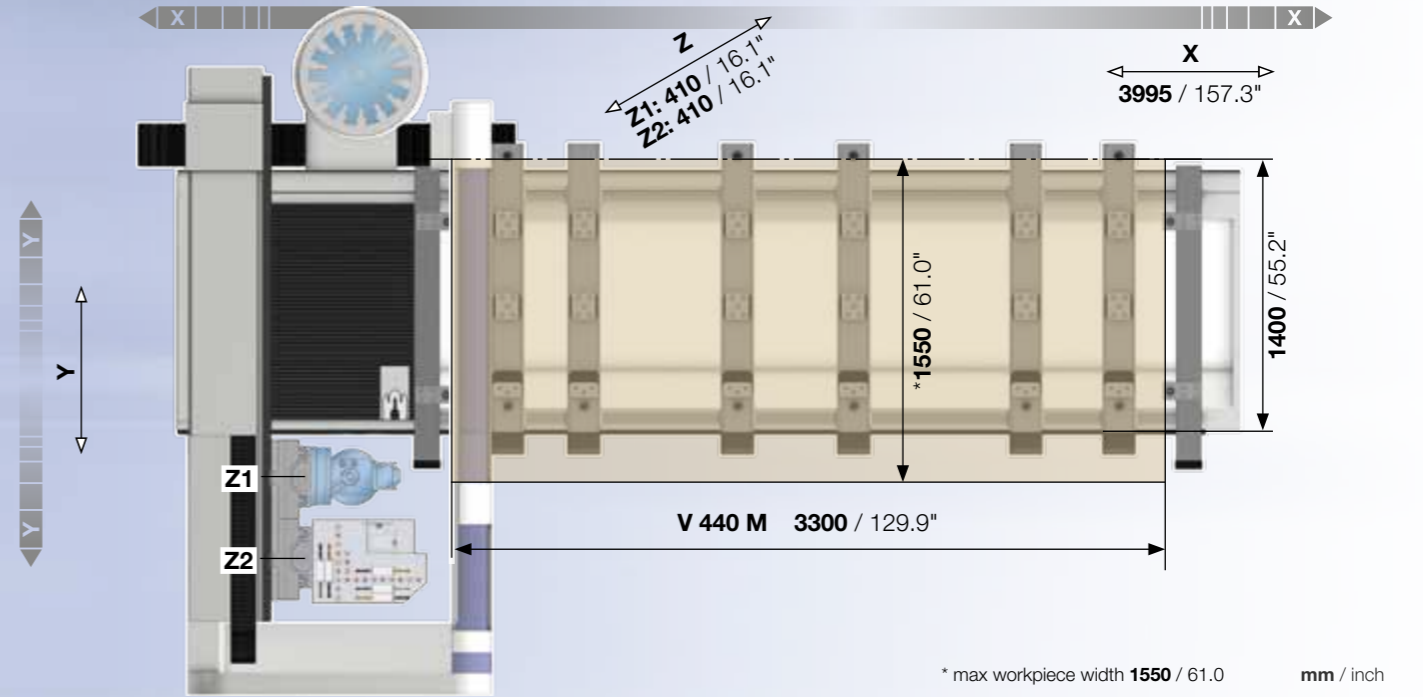 X
X
Z
Z1: 410 / 16.1"
Z2: 410 / 16.1"
X
3995 / 157.3"
Y
Y
*1550 / 61.0"
1400 / 55.2"
Z1
V 440 M 3300 / 129.9"
Y
Z2
* max workpiece width 1550 / 61.0 mm / inch